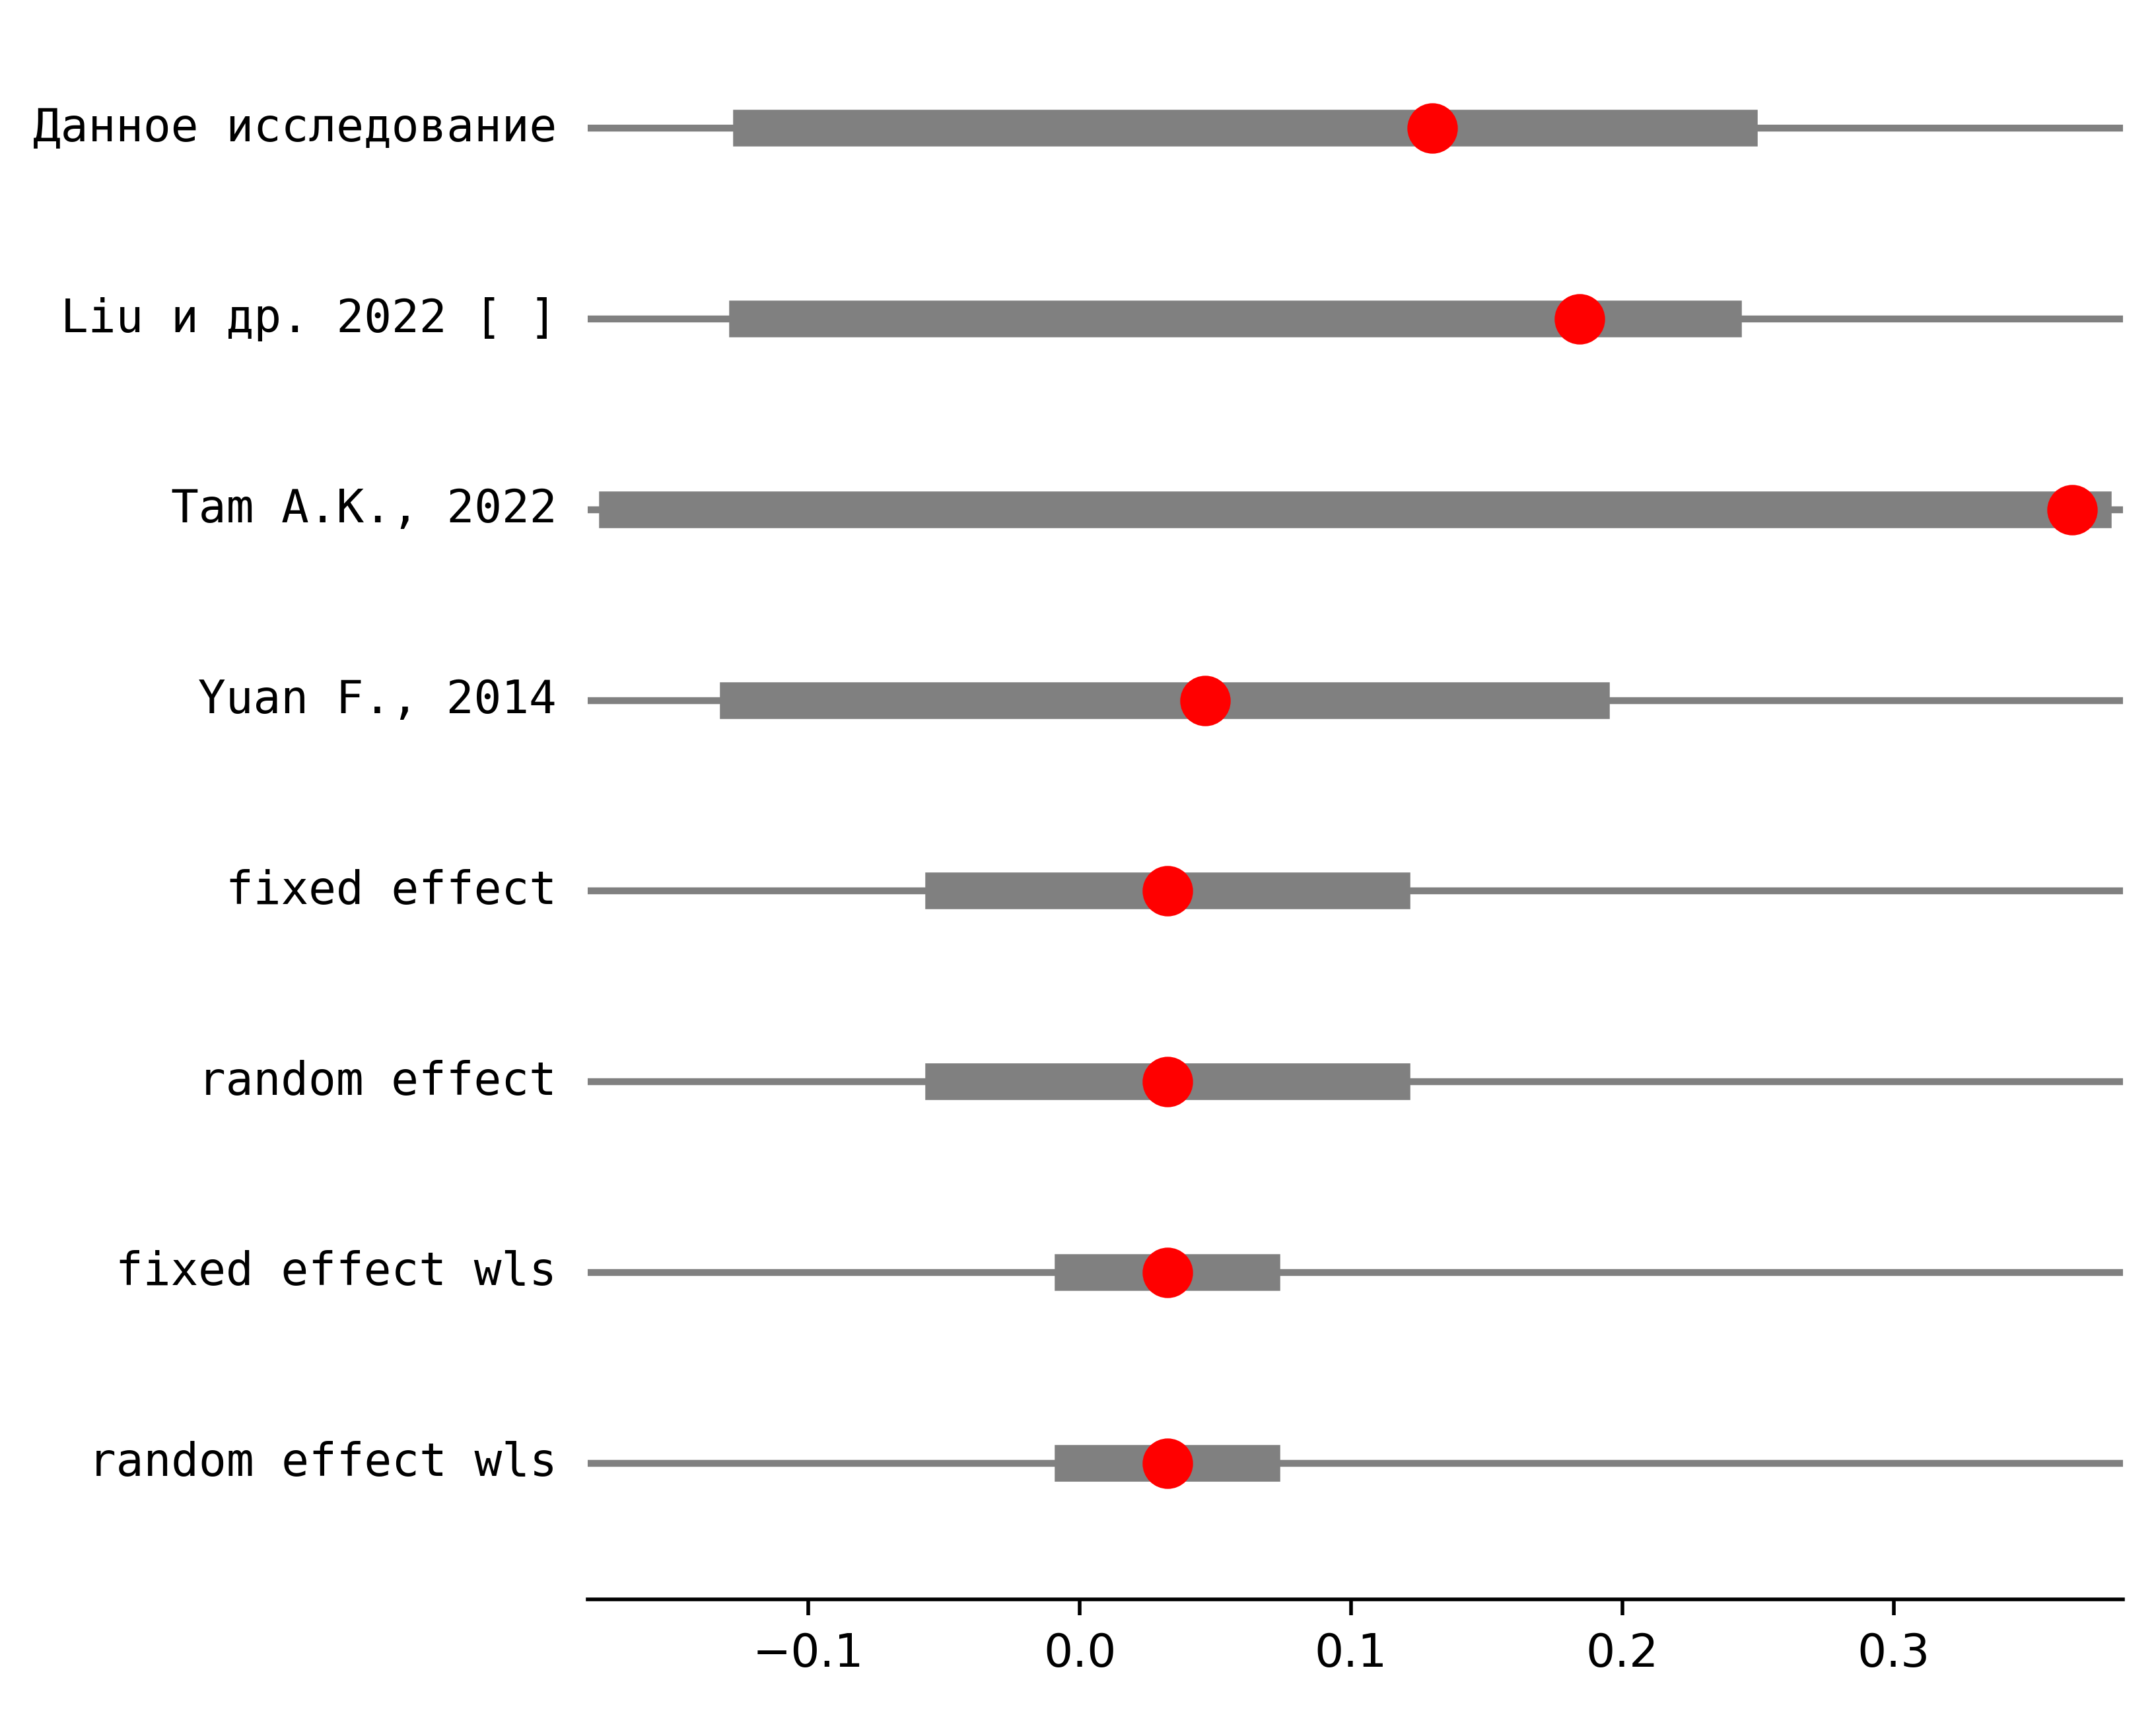 Данное исследование
Liu и др. 2022 [ ]
Tam A.K., 2022
Yuan F., 2014
fixed effect
random effect
fixed effect wls
random effect wls
−0.1 0.0 0.1 0.2 0.3